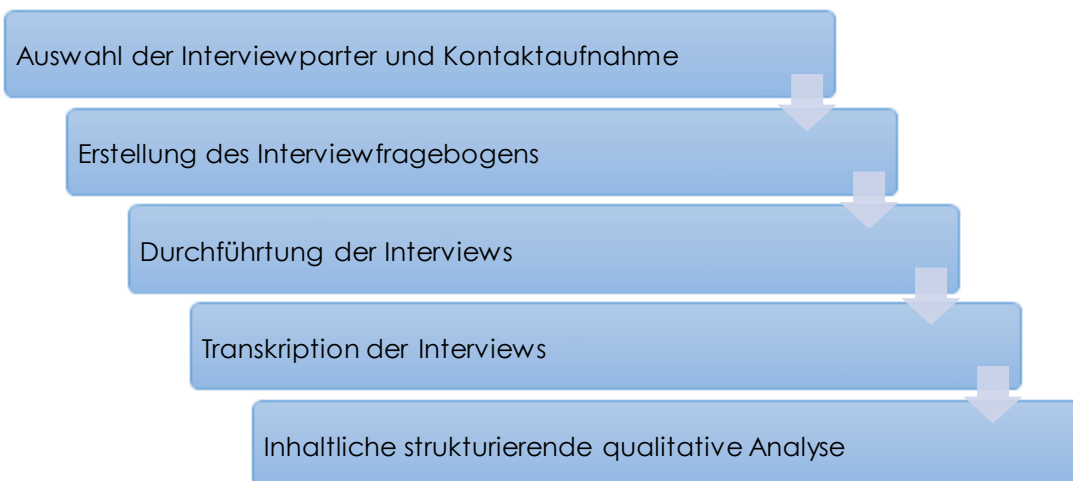 Auswahl der Interviewparter und Kontaktaufnahme
Erstellung des Interviewfragebogens
Durchführtung der Interviews
Transkription der Interviews
Inhaltliche strukturierende qualitative Analyse